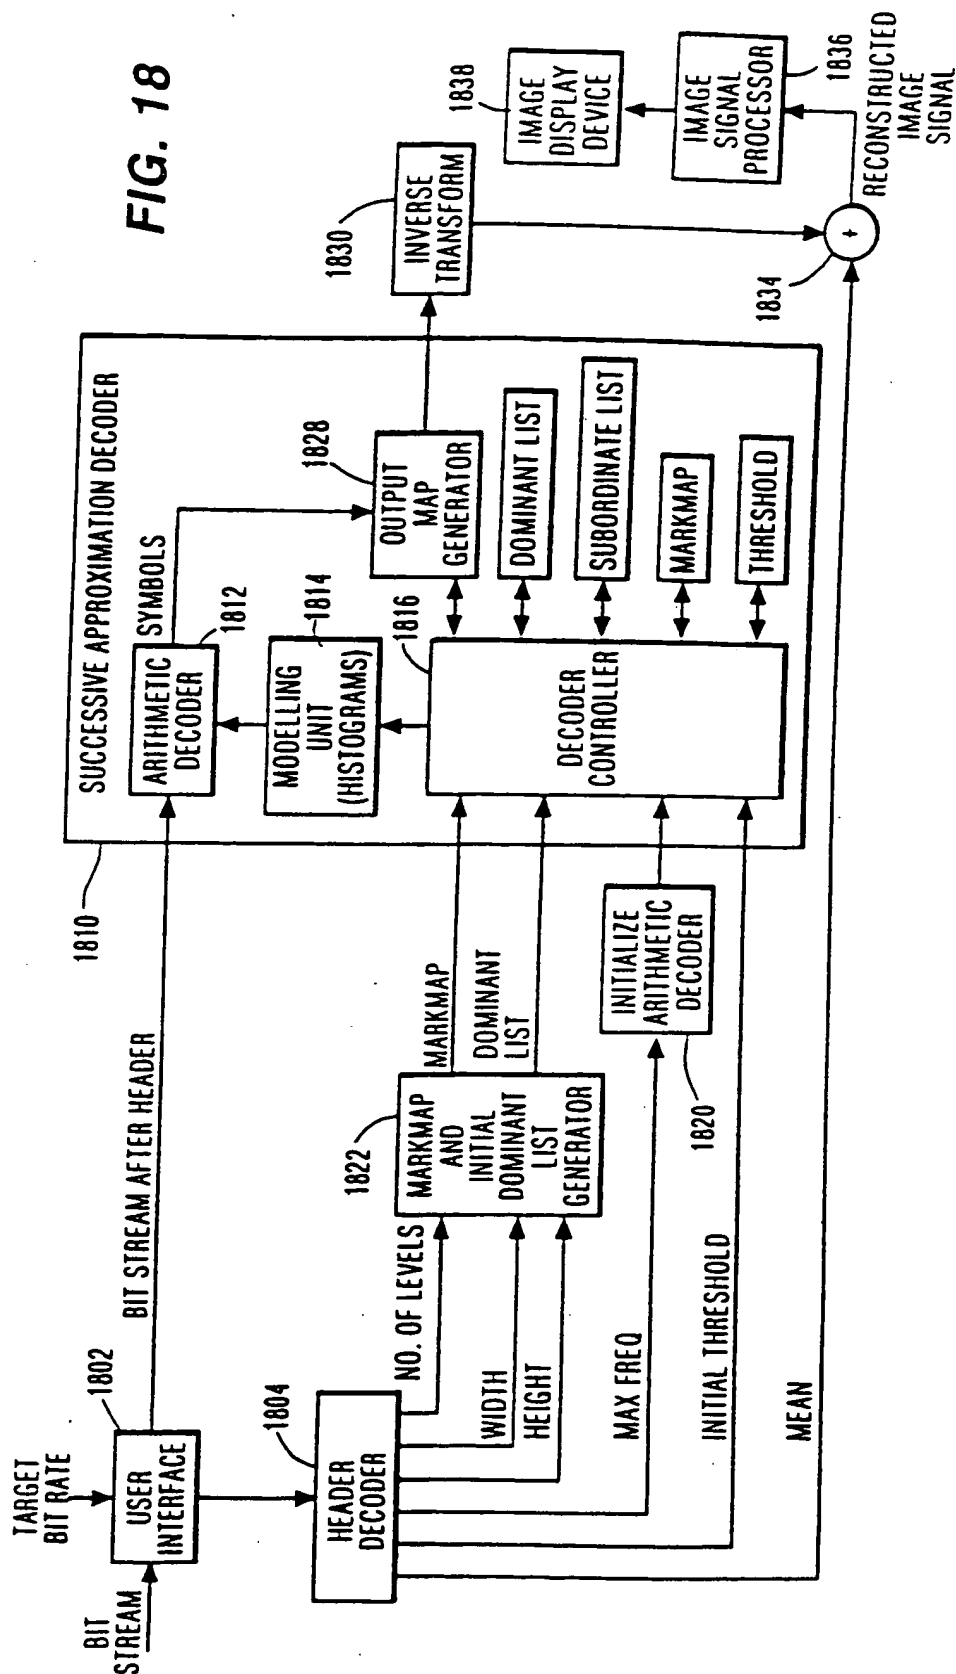 FIG. 18
TARGET
BIT RATE
BIT
STREAM
USER
INTERFACE
1802
BIT STREAM AFTER HEADER
HEADER
DECODER
1804
NO. OF LEVELS
WIDTH
HEIGHT
MAX FREQ
INITIAL THRESHOLD
MEAN
MARKMAP
AND
INITIAL
DOMINANT
LIST
GENERATOR
1822
MARKMAP
DOMINANT
LIST
INITIALIZE
ARITHMETIC
DECODER
1820
1810
SUCCESSIVE APPROXIMATION DECODER
ARITHMETIC
DECODER
1812
SYMBOLS
MODELLING
UNIT
(HISTOGRAMS)
1814
DECODER
CONTROLLER
1816
OUTPUT
MAP
GENERATOR
1828
DOMINANT LIST
SUBORDINATE LIST
MARKMAP
THRESHOLD
INVERSE
TRANSFORM
1830
+
1834
RECONSTRUCTED
IMAGE
SIGNAL
IMAGE
SIGNAL
PROCESSOR
1836
IMAGE
DISPLAY
DEVICE
1838